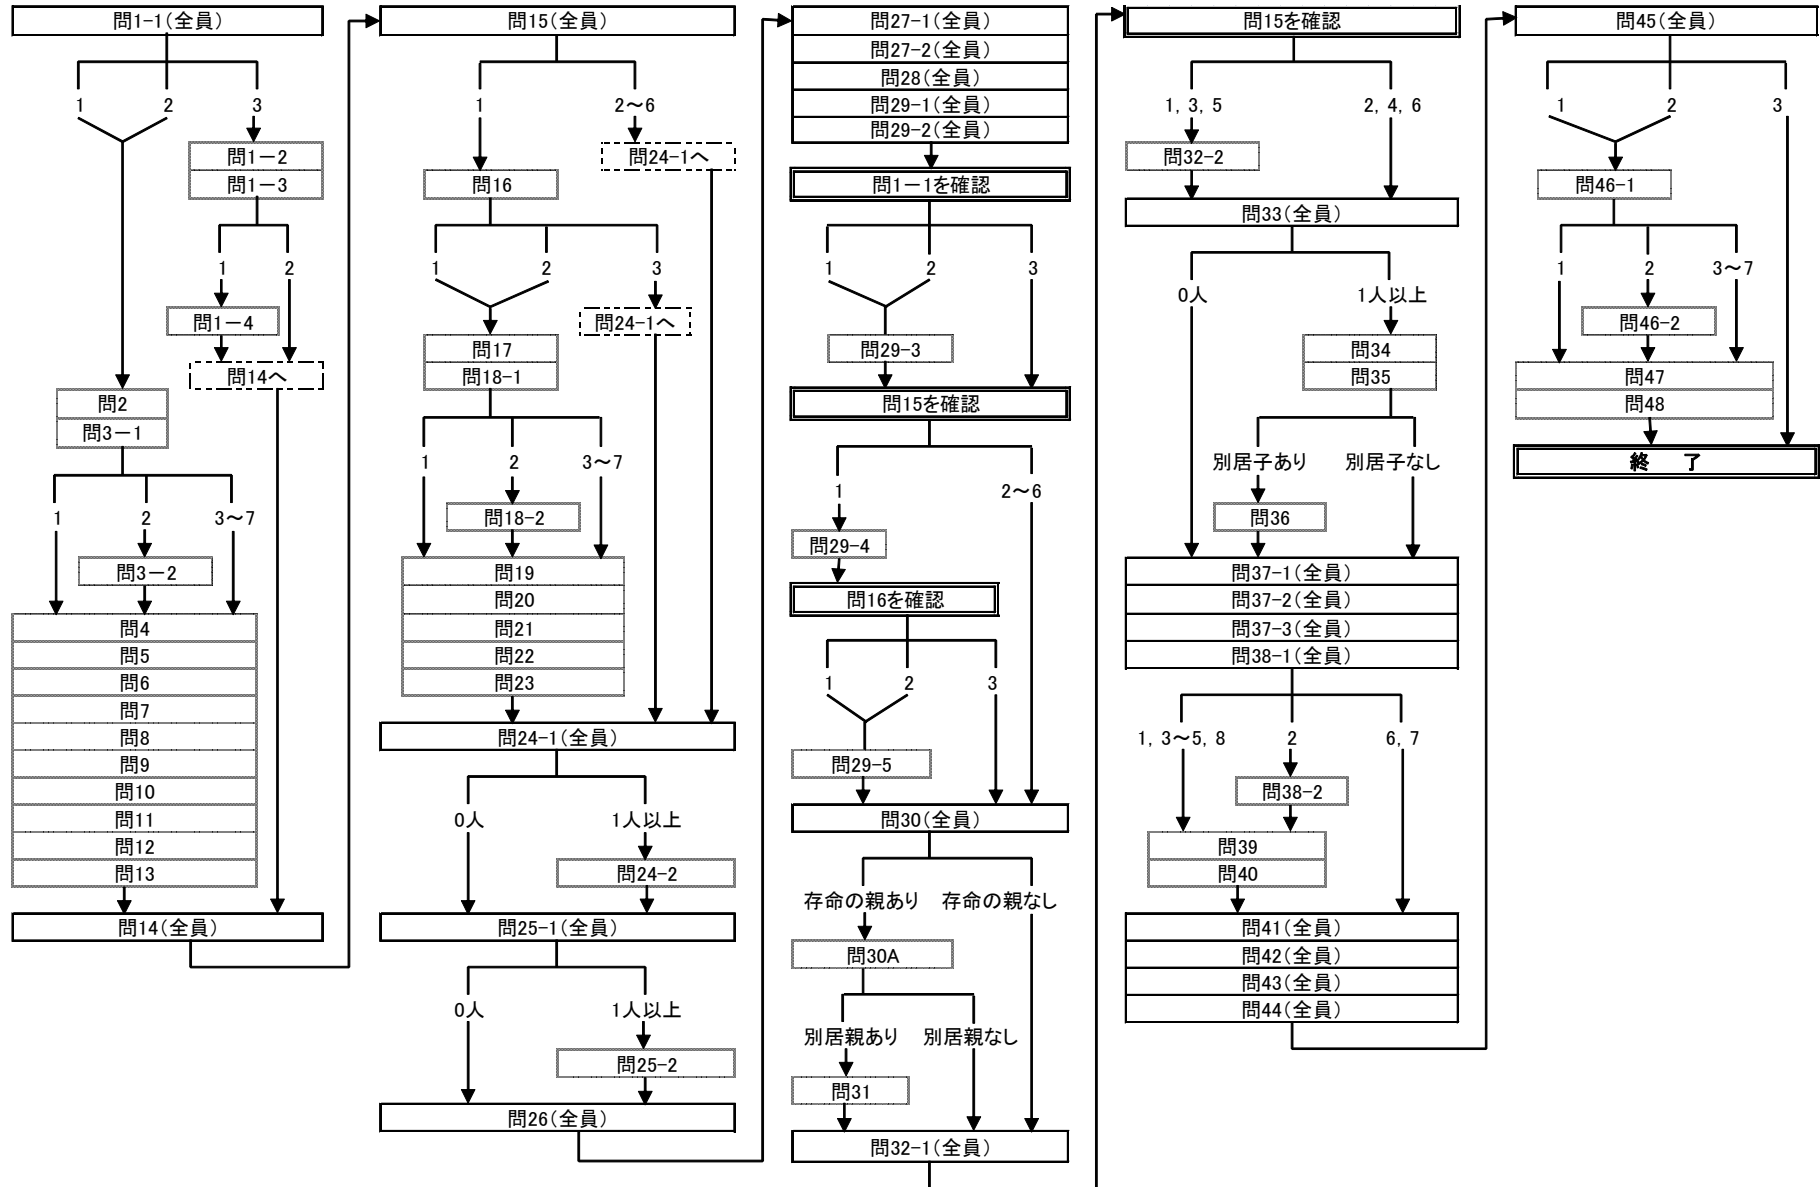 問1-1(全員)
1
2
3
問1－2
問1－3
1
2
問1－4
問14へ
問2
問3－1
1
2
3～7
問3－2
問4
問5
問6
問7
問8
問9
問10
問11
問12
問13
問14(全員)
問15(全員)
1
2～6
問24-1へ
問16
1
2
3
問24-1へ
問17
問18-1
1
2
3～7
問18-2
問19
問20
問21
問22
問23
問24-1(全員)
0人
1人以上
問24-2
問25-1(全員)
0人
1人以上
問25-2
問26(全員)
問27-1(全員)
問27-2(全員)
問28(全員)
問29-1(全員)
問29-2(全員)
問1－1を確認
1
2
3
問29-3
問15を確認
1
2～6
問29-4
問16を確認
1
2
3
問29-5
問30(全員)
存命の親あり
存命の親なし
問30A
別居親あり
別居親なし
問31
問32-1(全員)
問15を確認
1, 3, 5
2, 4, 6
問32-2
問33(全員)
0人
1人以上
問34
問35
別居子あり
別居子なし
問36
問37-1(全員)
問37-2(全員)
問37-3(全員)
問38-1(全員)
1, 3～5, 8
2
6, 7
問38-2
問39
問40
問41(全員)
問42(全員)
問43(全員)
問44(全員)
問45(全員)
1
2
3
問46-1
1
2
3～7
問46-2
問47
問48
終　了